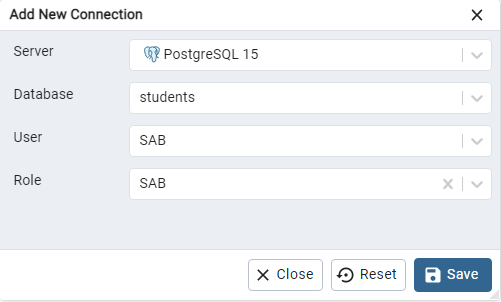 Add New Connection
Server PostgreSQL 15
Database students
User SAB
Role SAB
Close Reset Save